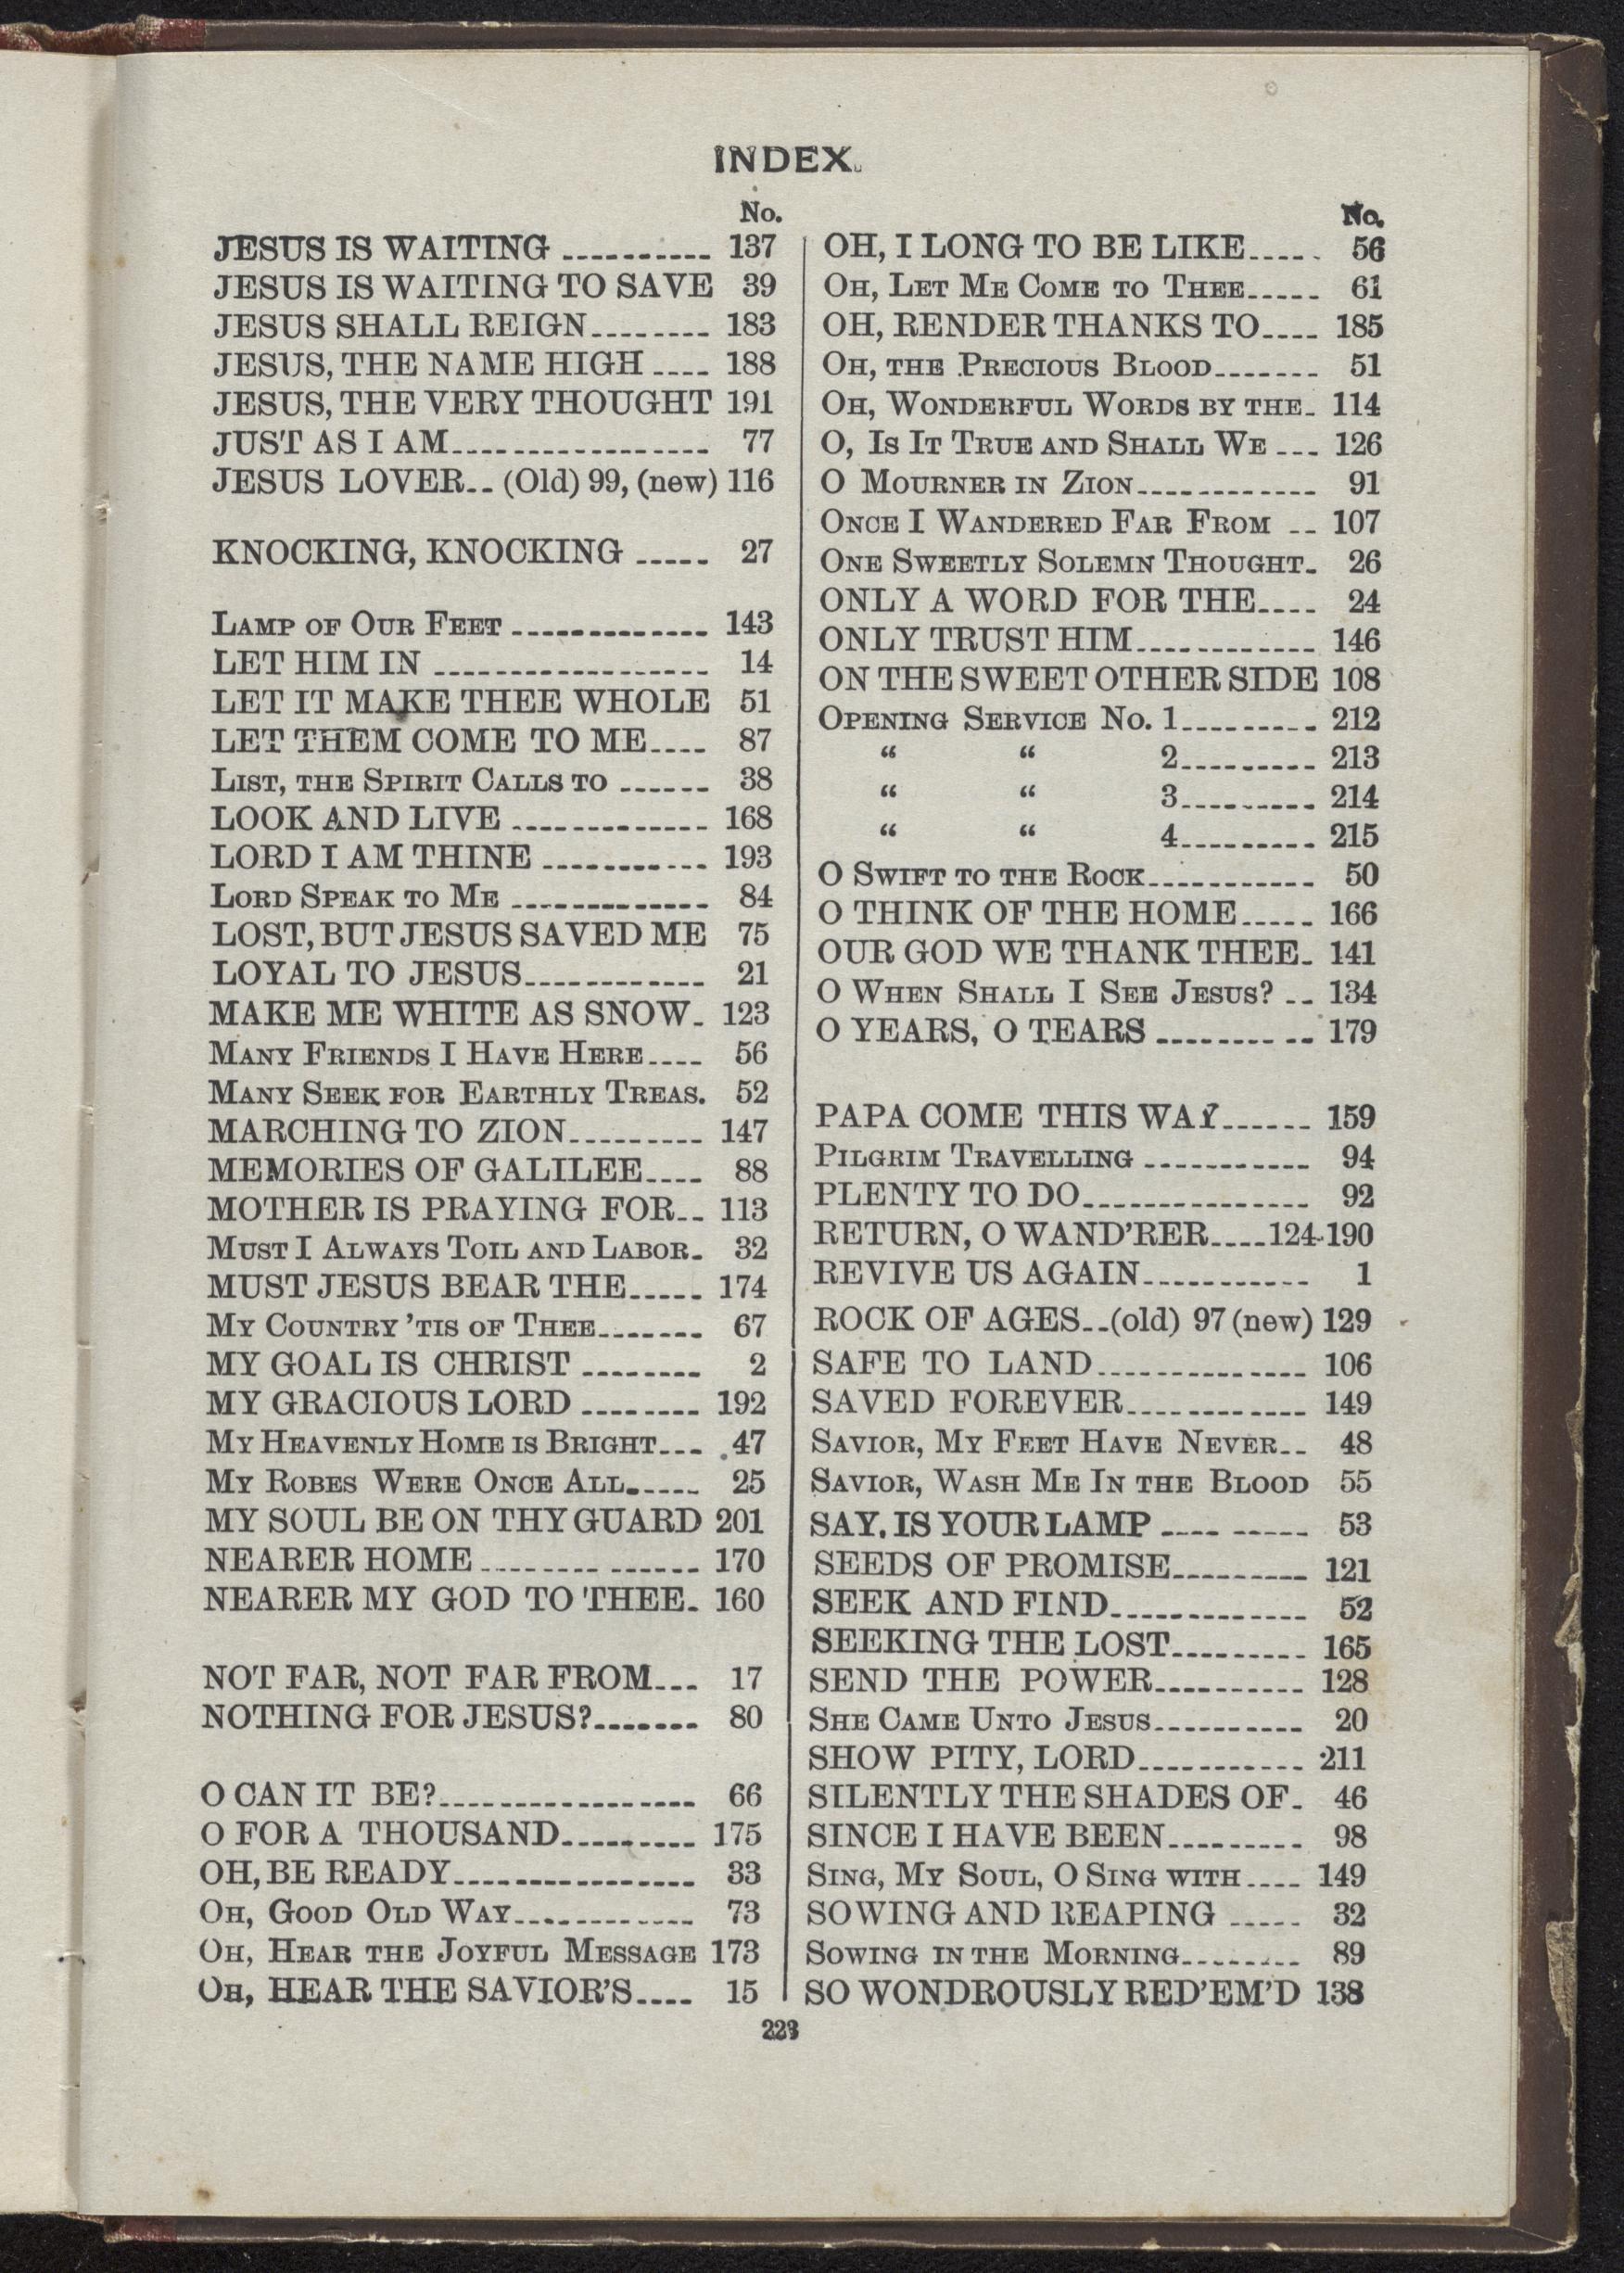 INDEX.
No.
JESUS IS WAITING .......... 137
JESUS IS WAITING TO SAVE 39
JESUS SHALL REIGN........ 183
JESUS, THE NAME HIGH .... 188
JESUS, THE VERY THOUGHT 191
JUST AS I AM................. 77
JESUS LOVER.. (Old) 99, (new) 116
KNOCKING, KNOCKING ..... 27
LAMP OF OUR FEET ............. 143
LET HIM IN .................. 14
LET IT MAKE THEE WHOLE 51
LET THEM COME TO ME.... 87
LIST, THE SPIRIT CALLS TO ...... 38
LOOK AND LIVE ............. 168
LORD I AM THINE ........... 193
LORD SPEAK TO ME ............. 84
LOST, BUT JESUS SAVED ME 75
LOYAL TO JESUS............ 21
MAKE ME WHITE AS SNOW. 123
MANY FRIENDS I HAVE HERE.... 56
MANY SEEK FOR EARTHLY TREAS. 52
MARCHING TO ZION......... 147
MEMORIES OF GALILEE.... 88
MOTHER IS PRAYING FOR.. 113
MUST I ALWAYS TOIL AND LABOR. 32
MUST JESUS BEAR THE..... 174
MY COUNTRY 'TIS OF THEE....... 67
MY GOAL IS CHRIST ........ 2
MY GRACIOUS LORD ........ 192
MY HEAVENLY HOME IS BRIGHT... 47
MY ROBES WERE ONCE ALL..... 25
MY SOUL BE ON THY GUARD 201
NEARER HOME .............. 170
NEARER MY GOD TO THEE. 160
NOT FAR, NOT FAR FROM... 17
NOTHING FOR JESUS?....... 80
O CAN IT BE?................. 66
O FOR A THOUSAND......... 175
OH, BE READY................ 33
OH, GOOD OLD WAY............ 73
OH, HEAR THE JOYFUL MESSAGE 173
OH, HEAR THE SAVIOR'S.... 15
No.
OH, I LONG TO BE LIKE..... 56
OH, LET ME COME TO THEE..... 61
OH, RENDER THANKS TO.... 185
OH, THE PRECIOUS BLOOD....... 51
OH, WONDERFUL WORDS BY THE. 114
O, IS IT TRUE AND SHALL WE ... 126
O MOURNER IN ZION............ 91
ONCE I WANDERED FAR FROM .. 107
ONE SWEETLY SOLEMN THOUGHT. 26
ONLY A WORD FOR THE.... 24
ONLY TRUST HIM............ 146
ON THE SWEET OTHER SIDE 108
OPENING SERVICE NO. 1......... 212
“ “ 2......... 213
“ “ 3......... 214
“ “ 4......... 215
O SWIFT TO THE ROCK........... 50
O THINK OF THE HOME..... 166
OUR GOD WE THANK THEE. 141
O WHEN SHALL I SEE JESUS? .. 134
O YEARS, O TEARS .......... 179
PAPA COME THIS WAY...... 159
PILGRIM TRAVELLING ........... 94
PLENTY TO DO............... 92
RETURN, O WAND'RER....124-190
REVIVE US AGAIN........... 1
ROCK OF AGES..(old) 97 (new) 129
SAFE TO LAND.............. 106
SAVED FOREVER............ 149
SAVIOR, MY FEET HAVE NEVER.. 48
SAVIOR, WASH ME IN THE BLOOD 55
SAY, IS YOUR LAMP ......... 53
SEEDS OF PROMISE......... 121
SEEK AND FIND............. 52
SEEKING THE LOST......... 165
SEND THE POWER.......... 128
SHE CAME UNTO JESUS.......... 20
SHOW PITY, LORD........... 211
SILENTLY THE SHADES OF. 46
SINCE I HAVE BEEN......... 98
SING, MY SOUL, O SING WITH.... 149
SOWING AND REAPING ..... 32
SOWING IN THE MORNING........ 89
SO WONDROUSLY RED'EM'D 138
223